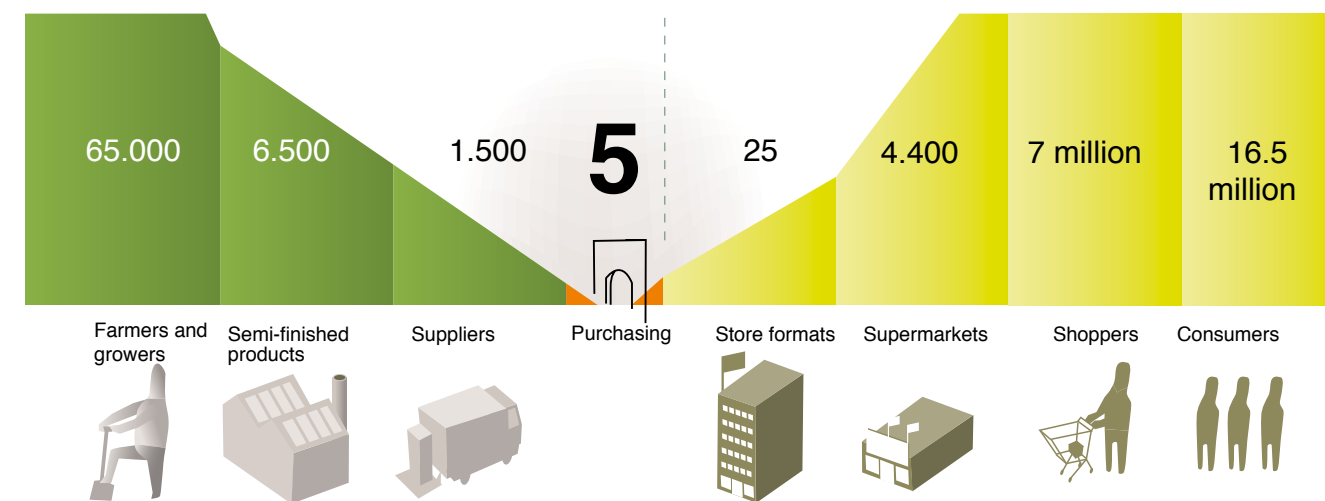 65.000
6.500
1.500
5
25
4.400
7 million
16.5
million
Farmers and
growers
Semi-finished
products
Suppliers
Purchasing
Store formats
Supermarkets
Shoppers
Consumers